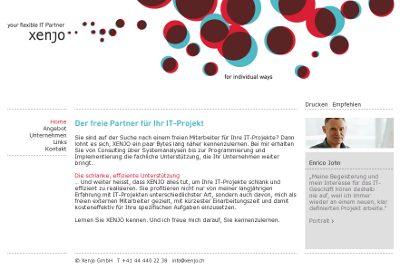 your flexible IT Partner
xenjo
for individual ways
Drucken Empfehlen
Home
Angebot
Unternehmen
Links
Kontakt
Der freie Partner für Ihr IT-Projekt
Sie sind auf der Suche nach einem freien Mitarbeiter für Ihre IT-Projekte? Dann
lohnt es sich, XENJO ein paar Bytes lang näher kennenzulernen. Bei mir erhalten
Sie von Consulting über Systemanalysen bis zur Programmierung und
Implementierung die fachliche Unterstützung, die Ihr Unternehmen weiter
bringt..
Die schlanke, effiziente Unterstützung
... Und weiter heisst, dass XENJO alles tut, um Ihre IT-Projekte schlank und
effizient zu realisieren. Sie profitieren nicht nur von meiner langjährigen
Erfahrung mit IT-Projekten unterschiedlichster Art, sondern auch davon, mich als
freien externen Mitarbeiter gezielt, mit kürzester Einarbeitungszeit und damit
kosteneffektiv für Ihre spezifischen Aufgaben einzusetzen.
Lernen Sie XENJO kennen. Und ich freue mich darauf, Sie kennenzulernen.
Enrico John
„Meine Begeisterung und
mein Interesse für das IT-
Geschäft hören deshalb
nie auf, weil ich immer
wieder an einem neuen, klar
definierten Projekt arbeite."
Portrait >
© Xenjo GmbH T +41 44 440 22 38 info@xenjo.ch